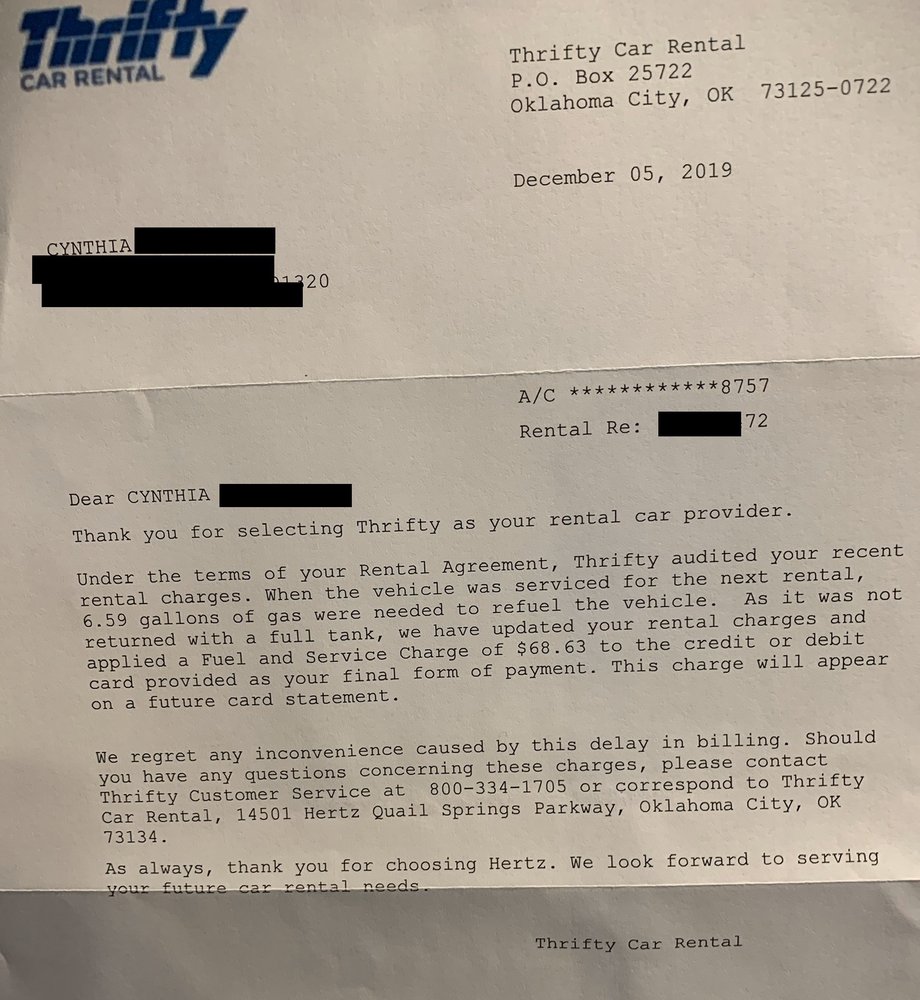 Thrifty
CAR RENTAL
Thrifty Car Rental
P.O. Box 25722
Oklahoma City, OK 73125-0722
December 05, 2019
CYNTHIA
1320
A/C ************8757
Rental Re: 72
Dear CYNTHIA
Thank you for selecting Thrifty as your rental car provider.
Under the terms of your Rental Agreement, Thrifty audited your recent
rental charges. When the vehicle was serviced for the next rental,
6.59 gallons of gas were needed to refuel the vehicle. As it was not
returned with a full tank, we have updated your rental charges and
applied a Fuel and Service Charge of $68.63 to the credit or debit
card provided as your final form of payment. This charge will appear
on a future card statement.
We regret any inconvenience caused by this delay in billing. Should
you have any questions concerning these charges, please contact
Thrifty Customer Service at 800-334-1705 or correspond to Thrifty
Car Rental, 14501 Hertz Quail Springs Parkway, Oklahoma City, OK
73134.
As always, thank you for choosing Hertz. We look forward to serving
your future car rental needs.
Thrifty Car Rental